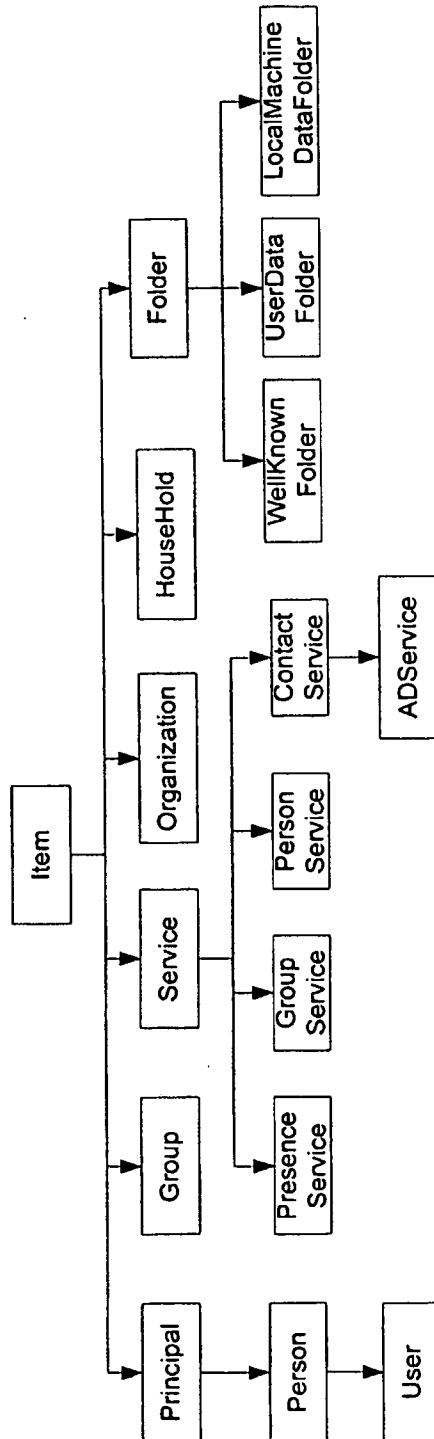 Item
Principal
Group
Service
Organization
HouseHold
Folder
Person
Presence
Service
Group
Service
Person
Service
Contact
Service
WellKnown
Folder
UserData
Folder
LocalMachine
DataFolder
User
ADService